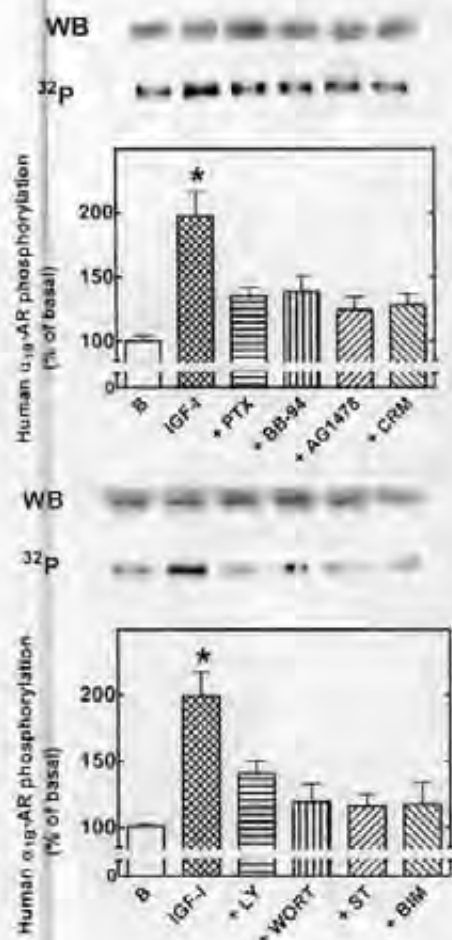 WB
32P
Human α1B-AR phosphorylation
(% of basal)
*
200
150
100
0
B
IGF-I
+ PTX
+ BB-94
+ AG1478
+ CRM
WB
32P
Human α1B-AR phosphorylation
(% of basal)
*
200
150
100
0
B
IGF-I
+ LY
+ WORT
+ ST
+ BIM